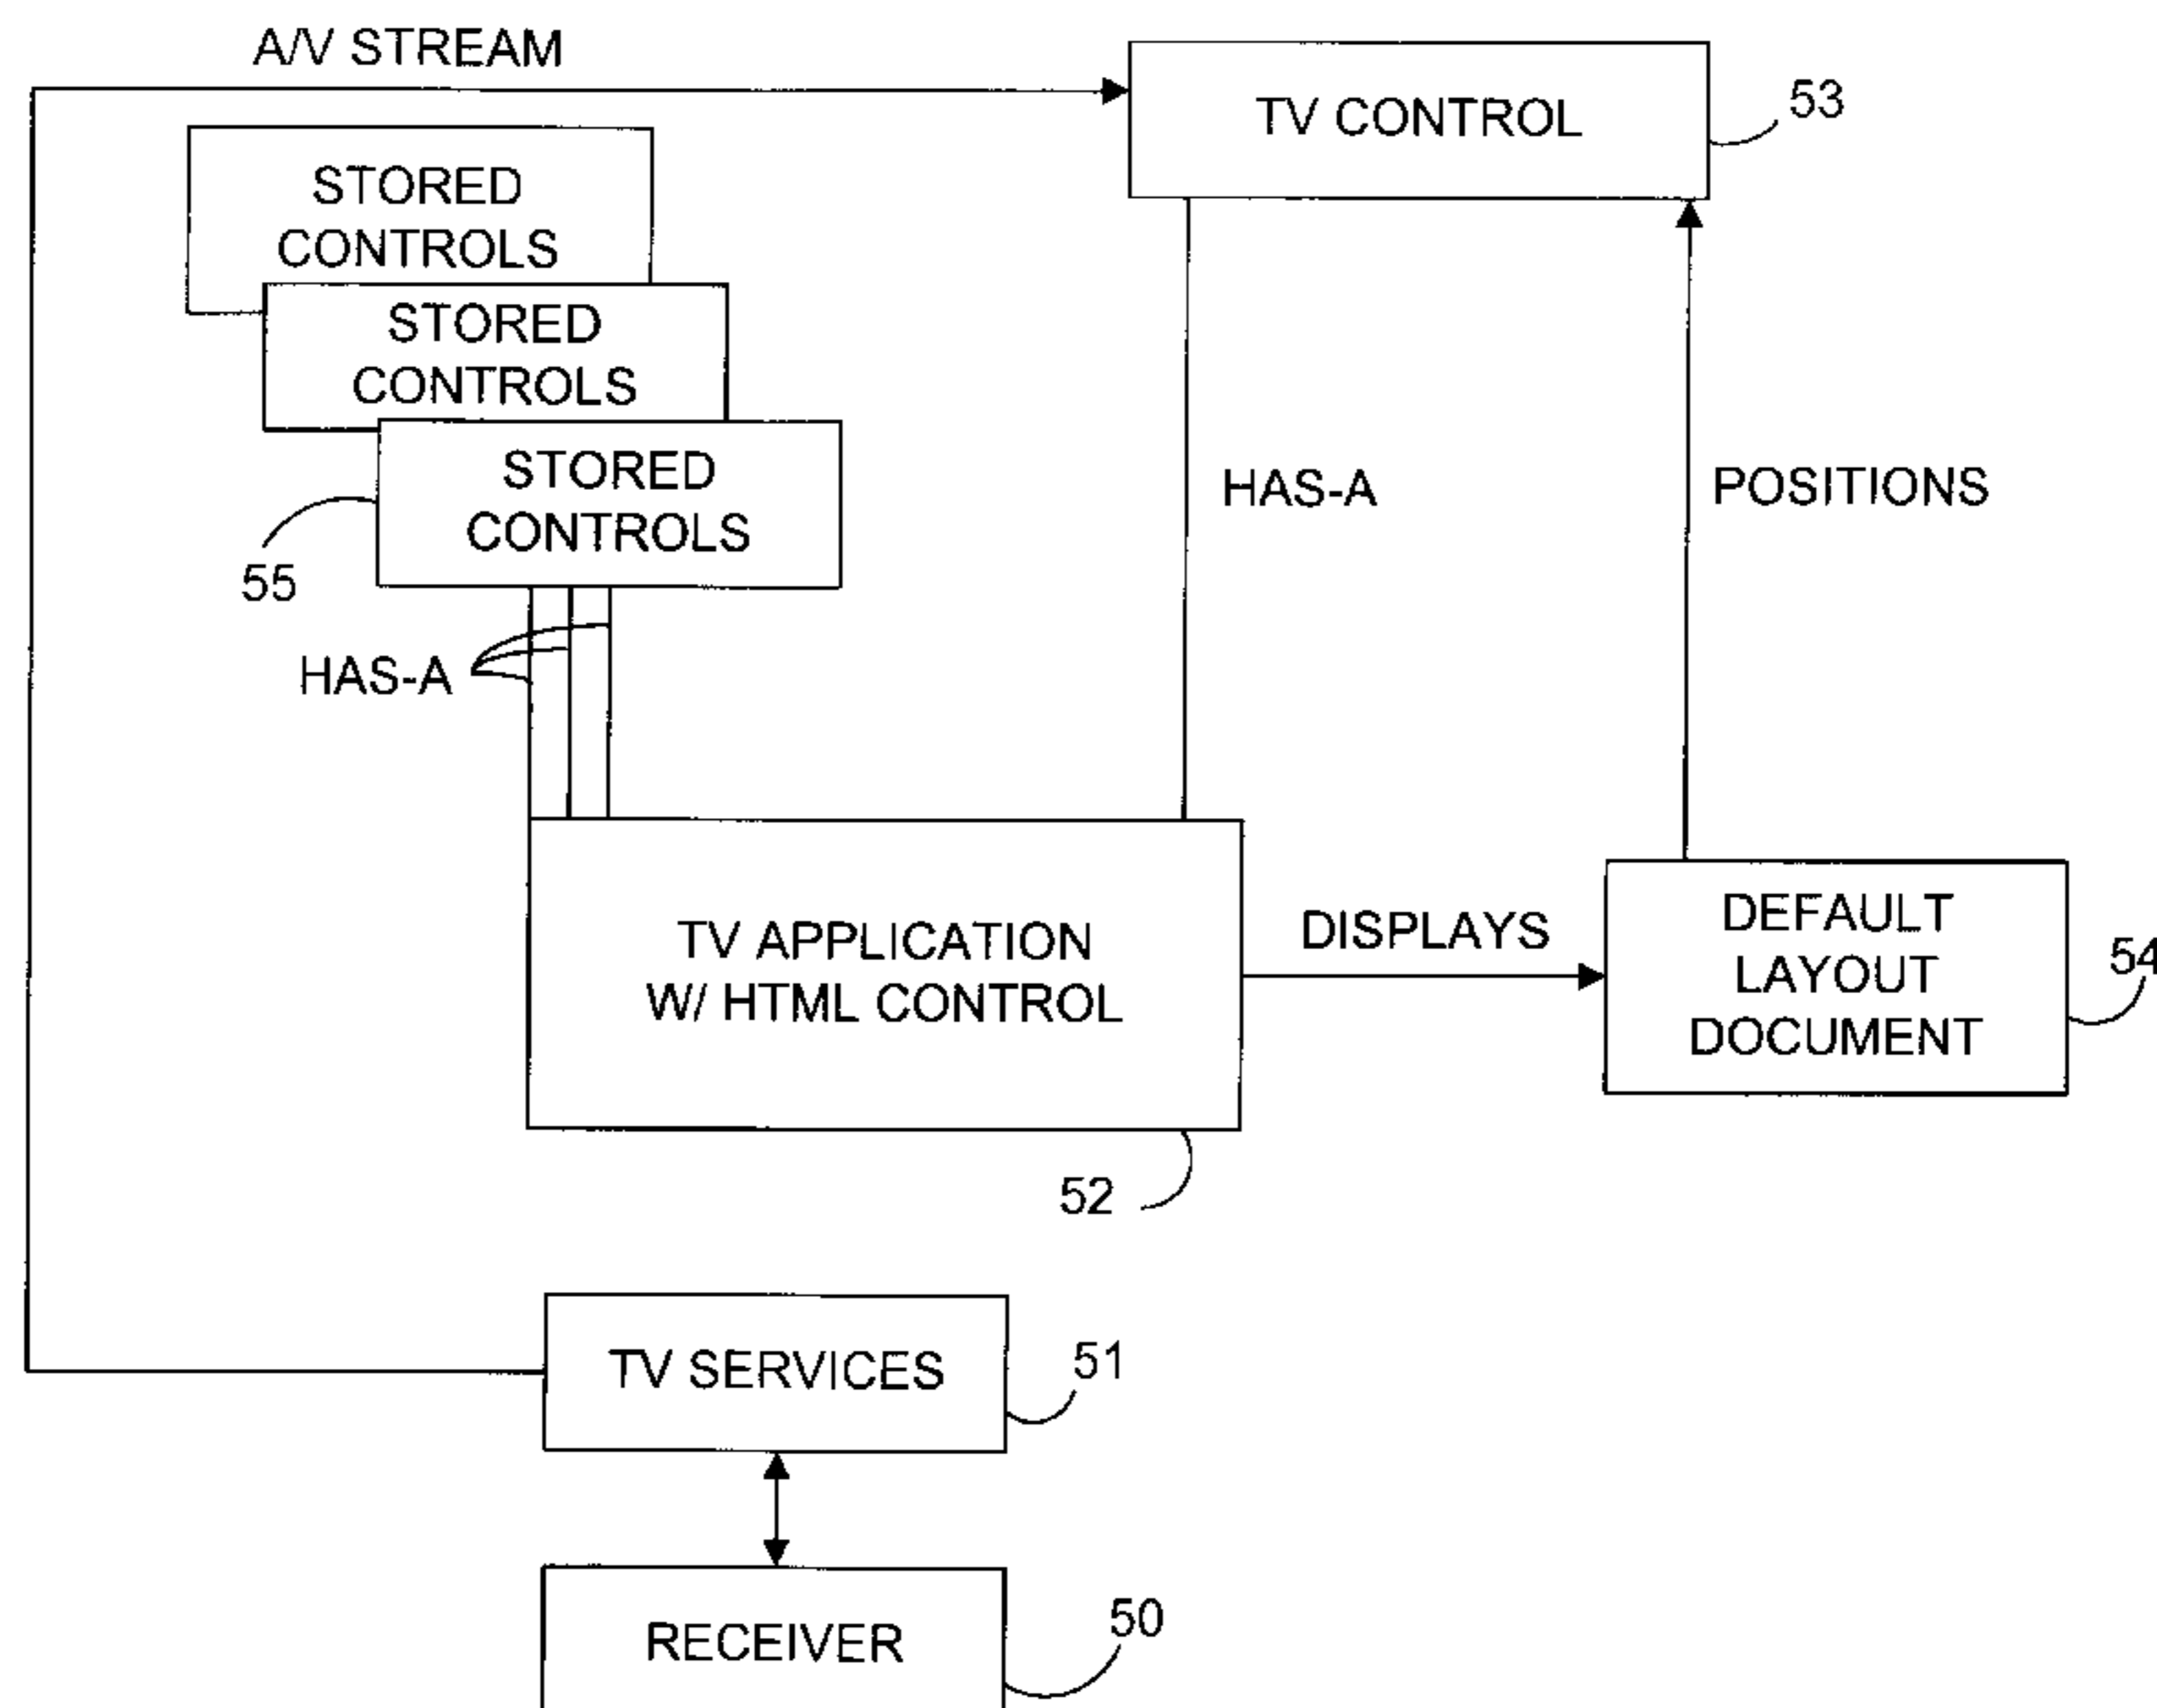 A/V STREAM
TV CONTROL
53
STORED
CONTROLS
STORED
CONTROLS
STORED
CONTROLS
55
HAS-A
HAS-A
POSITIONS
TV APPLICATION
W/ HTML CONTROL
52
DISPLAYS
DEFAULT
LAYOUT
DOCUMENT
54
TV SERVICES
51
RECEIVER
50